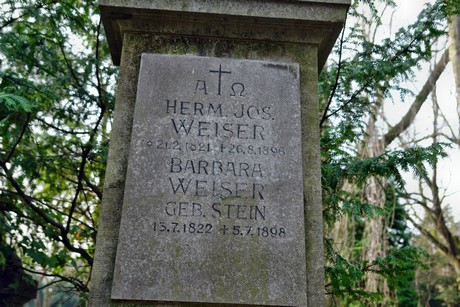 Α † Ω
HERM. JOS.
WEISER
* 21.2.1821 + 26.8.1896
BARBARA
WEISER
GEB. STEIN
13.7.1822 + 5.7.1898